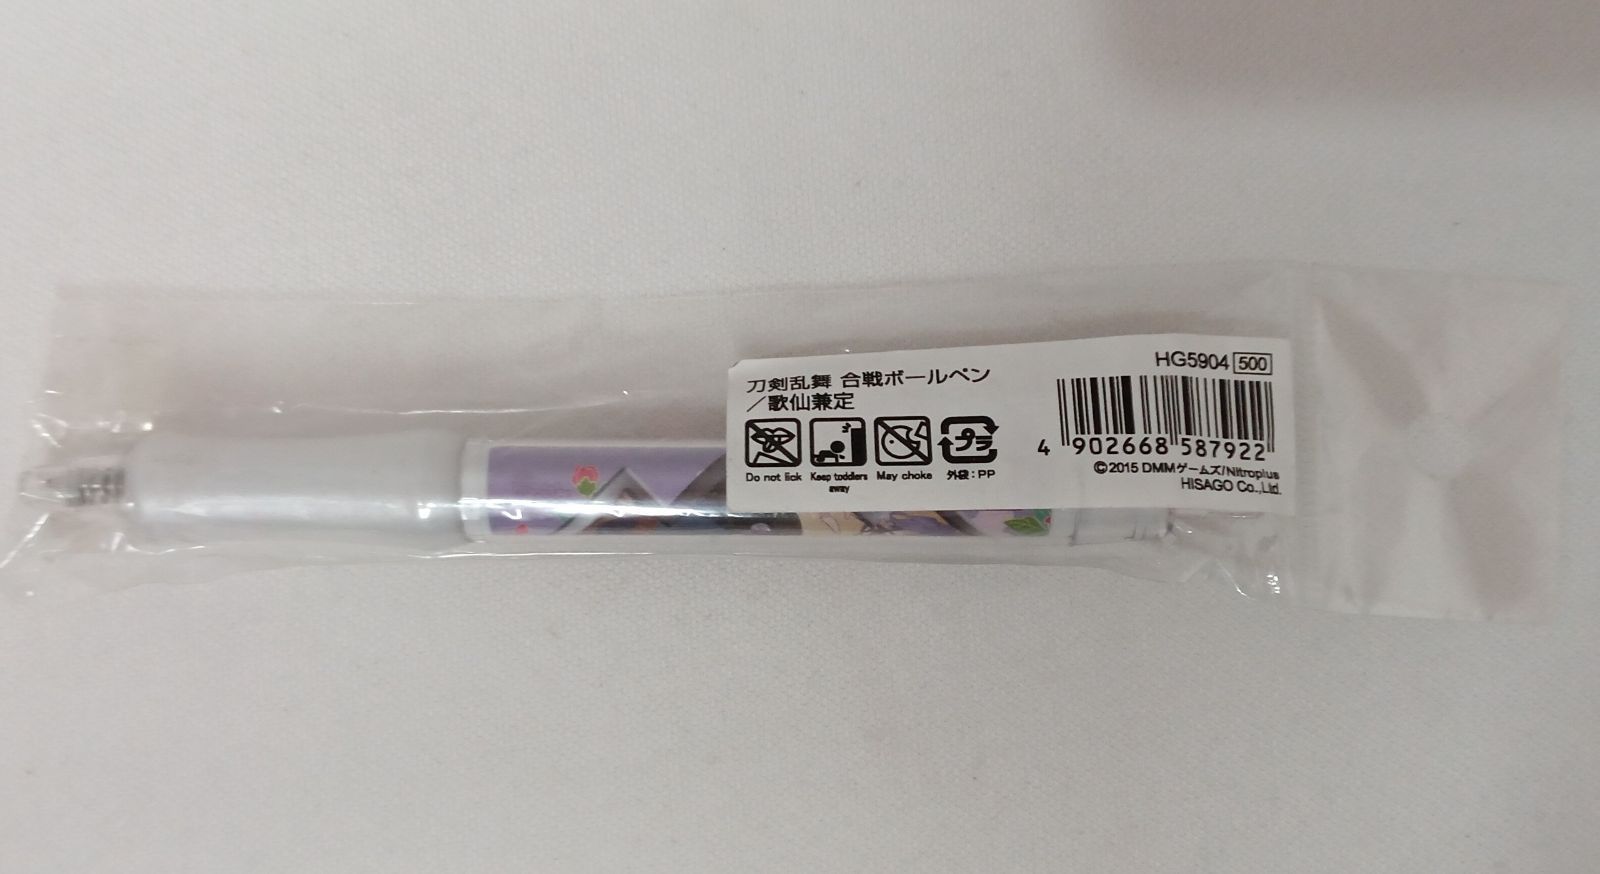 刀剣乱舞 合戦ボールペン
／歌仙兼定
HG5904 500
Do not lick
Keep toddlers
away
May choke
プラ
外袋：PP
4 902668 587922
©2015 DMMゲームズ/Nitroplus
HISAGO Co.,Ltd.